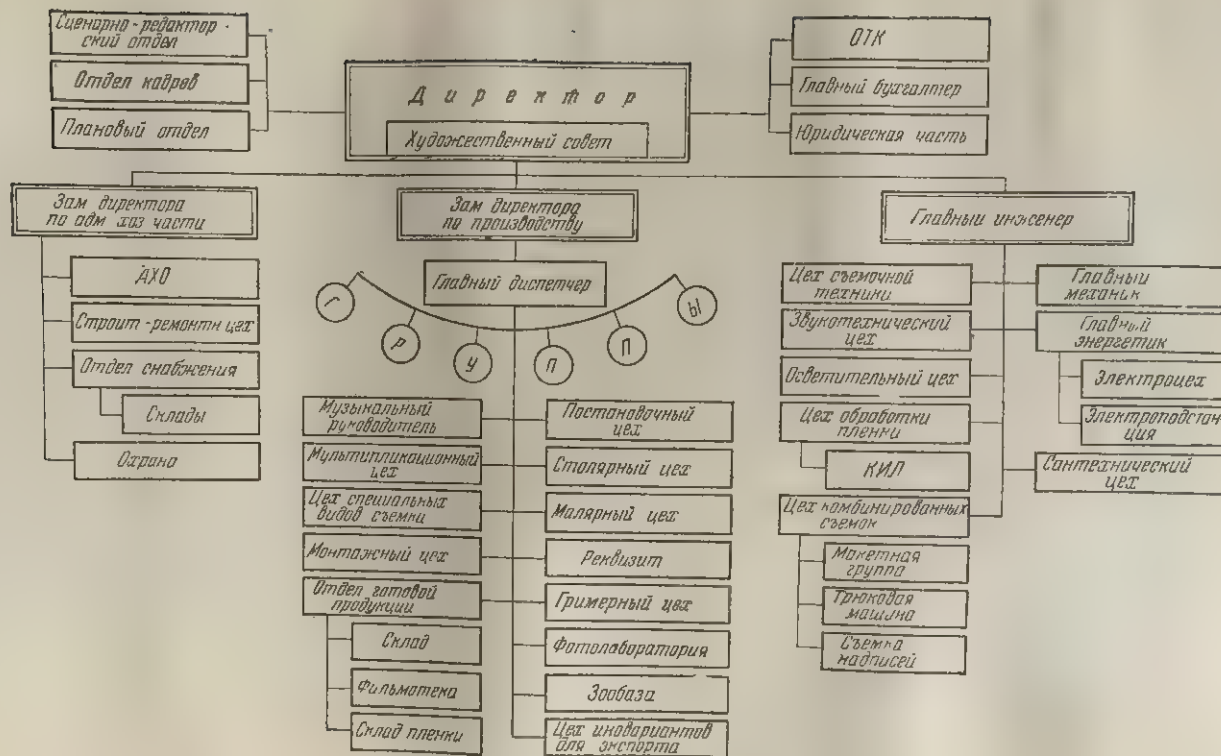 Сценарно-редактор-
ский отдел
Отдел кадров
Плановый отдел
Директор
Художественный совет
ОТК
Главный бухгалтер
Юридическая часть
Зам директора
по адм хоз части
АХО
Строит-ремонтн цех
Отдел снабжения
Склады
Охрана
Зам директора
по производству
Главный диспетчер
Г Р У П П Ы
Музыкальный
руководитель
Мультипликационный
цех
Цех специальных
видов съемки
Монтажный цех
Отдел готовой
продукции
Склад
Фильмотека
Склад пленки
Постановочный
цех
Столярный цех
Малярный цех
Реквизит
Гримерный цех
Фотолаборатория
Зообаза
Цех иновариантов
для экспорта
Главный инженер
Цех съемочной
техники
Звукотехнический
цех
Осветительный цех
Цех обработки
пленки
КИЛ
Цех комбинированных
съемок
Макетная
группа
Трюковая
машина
Съемка
надписей
Главный
механик
Главный
энергетик
Электроцех
Электроподстан-
ция
Сантехнический
цех